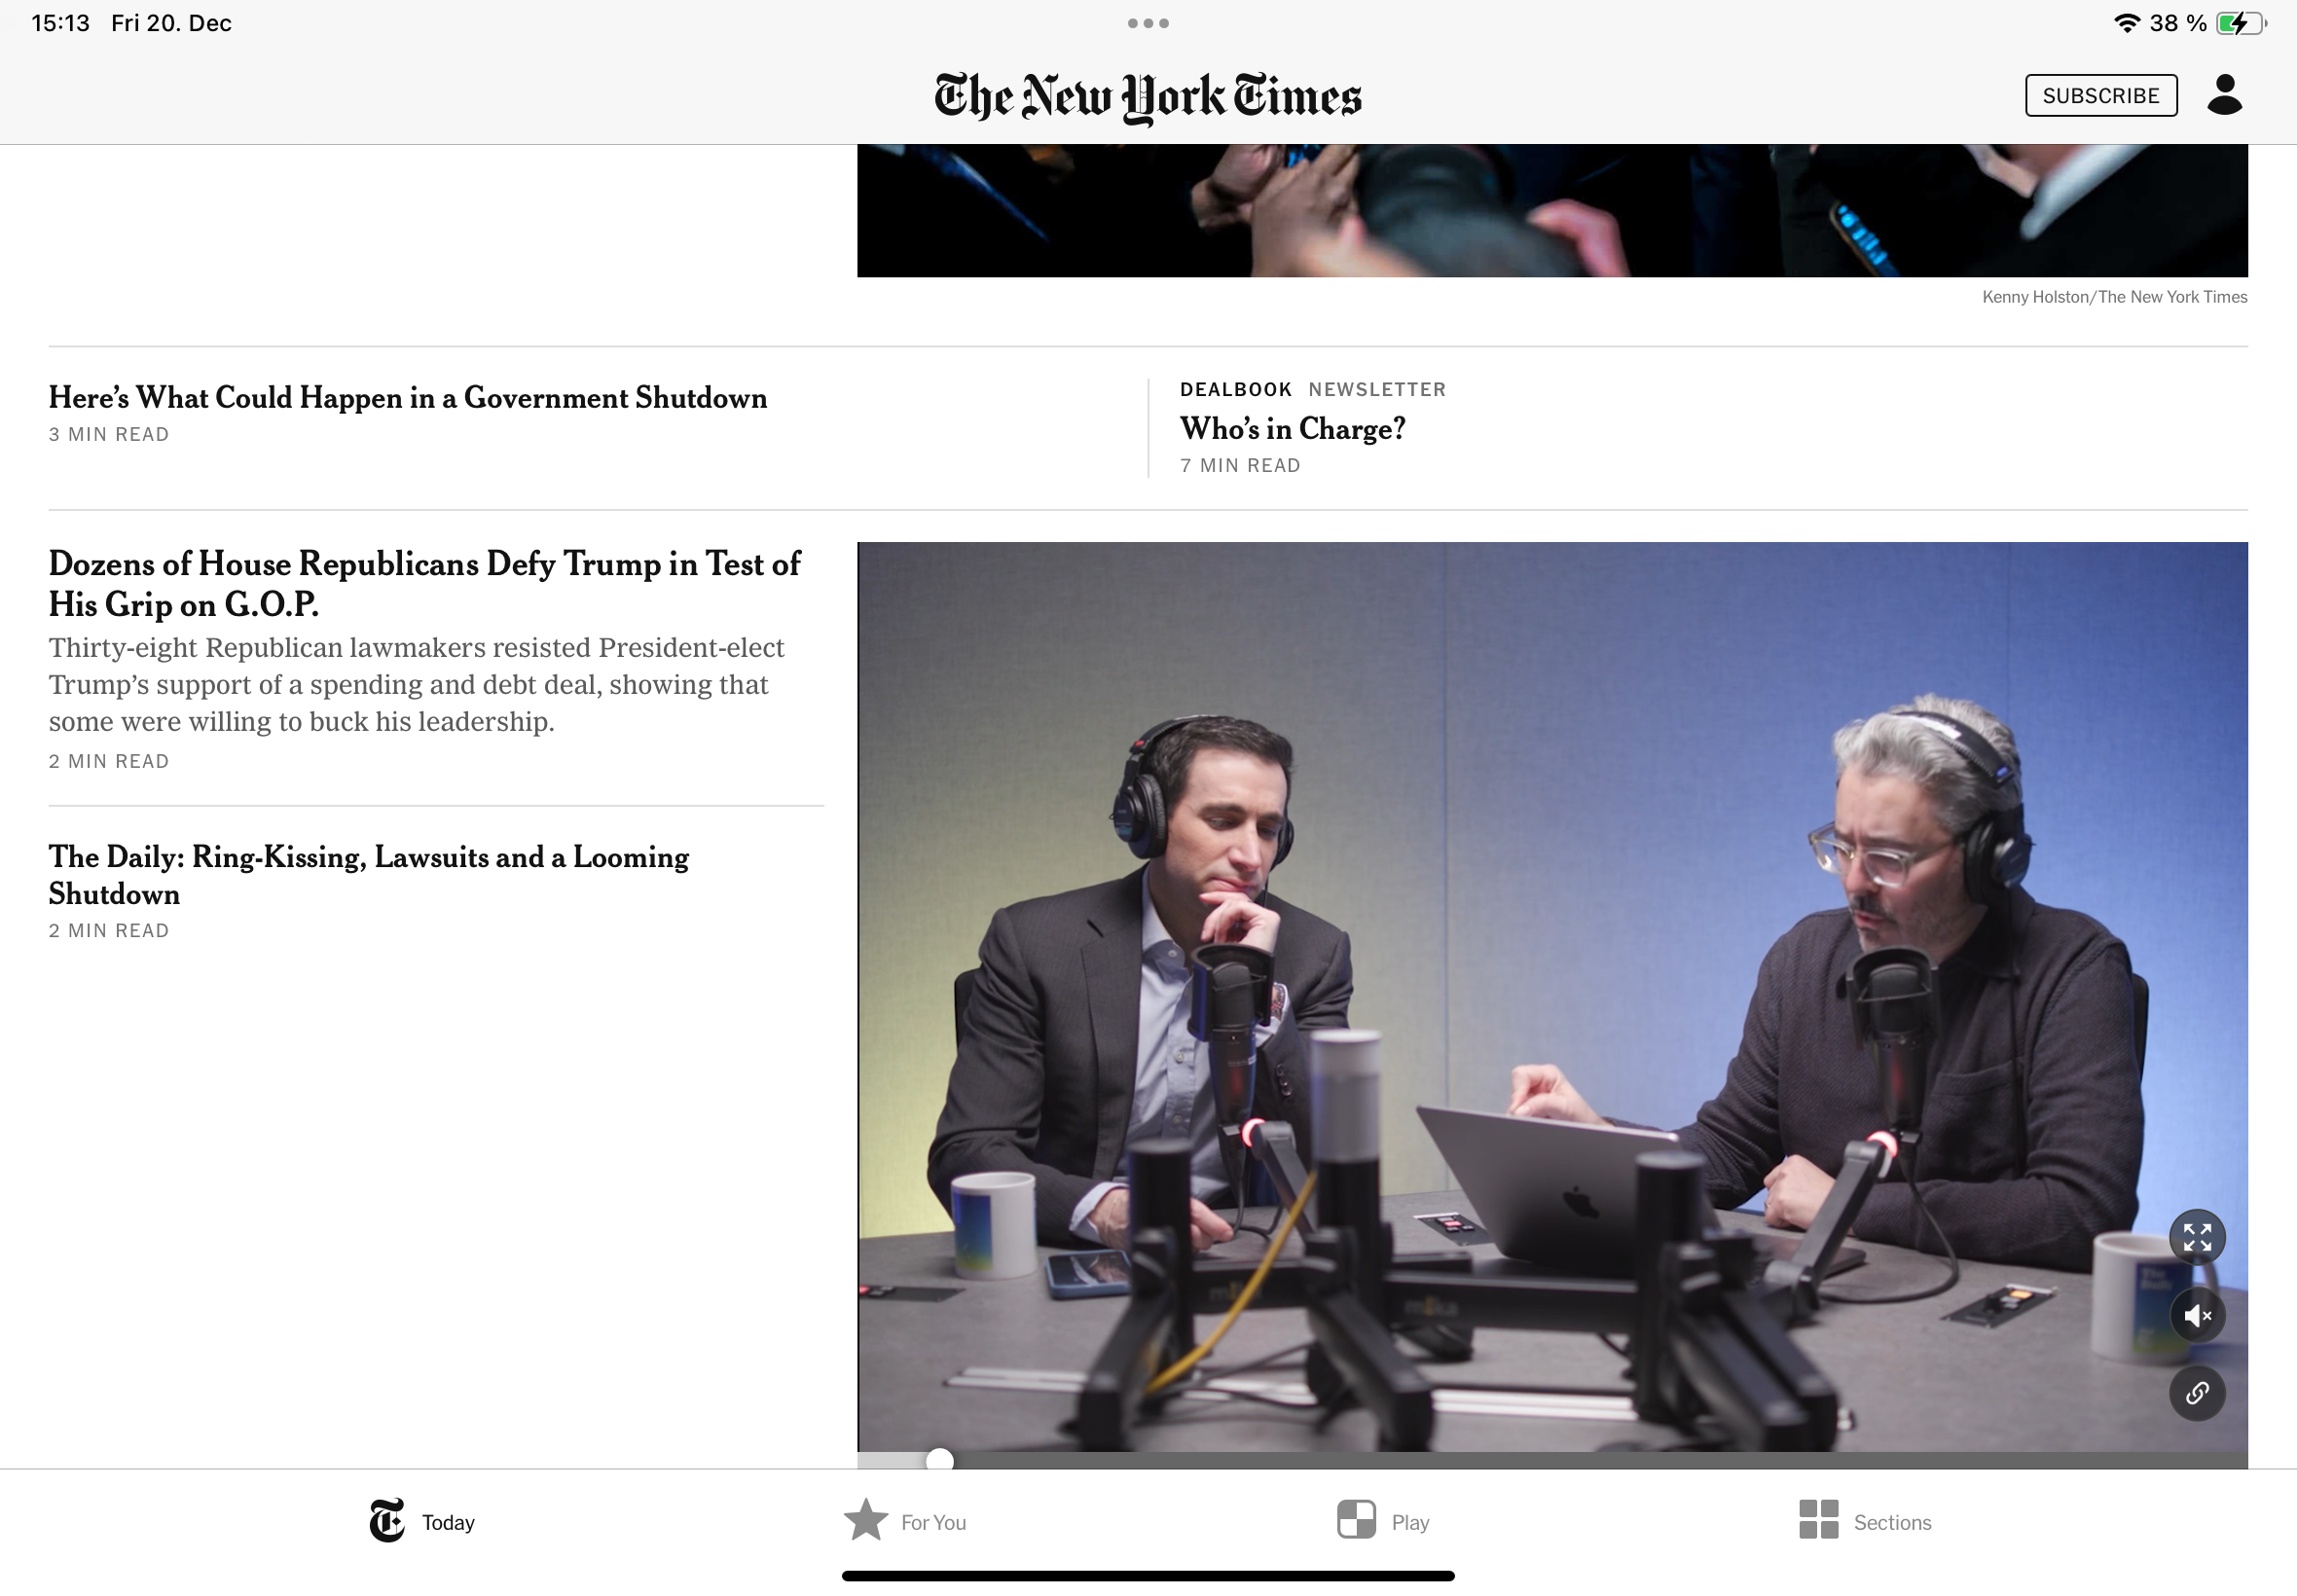 15:13 Fri 20. Dec
38 %
The New York Times
SUBSCRIBE
Kenny Holston/The New York Times
Here’s What Could Happen in a Government Shutdown
3 MIN READ
DEALBOOK NEWSLETTER
Who’s in Charge?
7 MIN READ
Dozens of House Republicans Defy Trump in Test of
His Grip on G.O.P.
Thirty-eight Republican lawmakers resisted President-elect
Trump’s support of a spending and debt deal, showing that
some were willing to buck his leadership.
2 MIN READ
The Daily: Ring-Kissing, Lawsuits and a Looming
Shutdown
2 MIN READ
mika
mika
The
Daily
Today
For You
Play
Sections